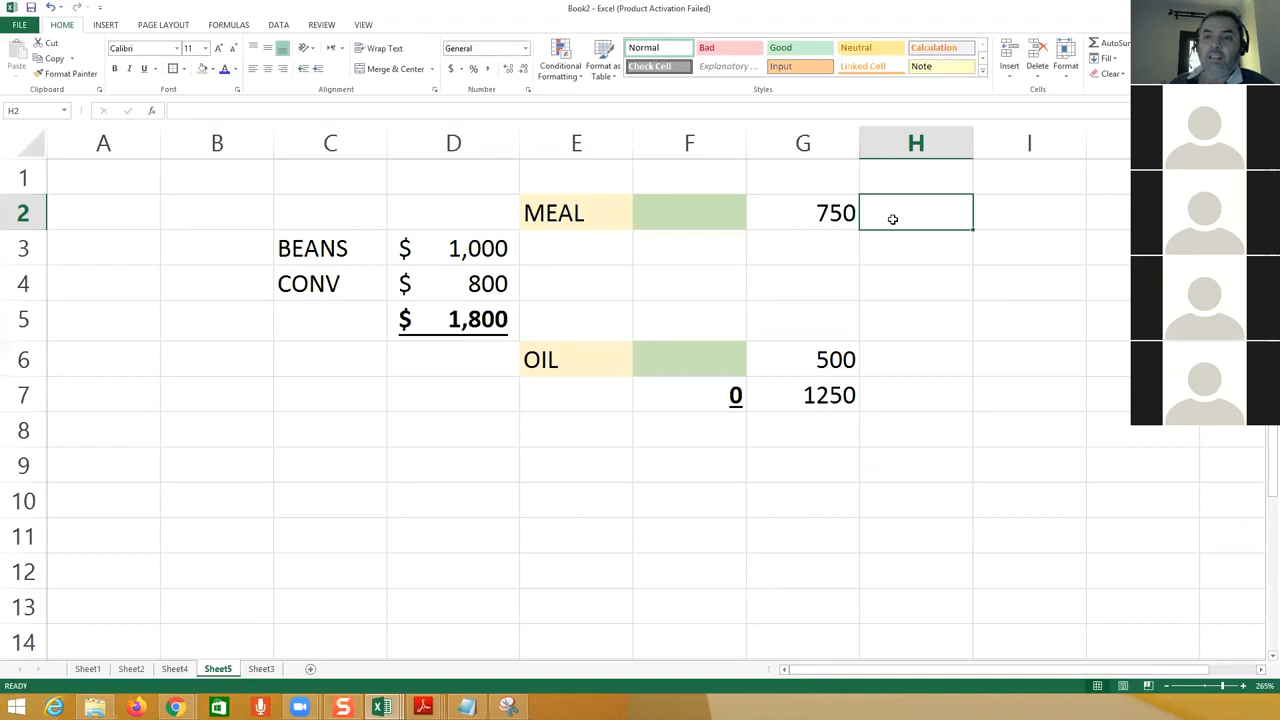 Book2 - Excel (Product Activation Failed)
FILE HOME INSERT PAGE LAYOUT FORMULAS DATA REVIEW VIEW
Cut
Copy
Format Painter
Paste
Clipboard
Calibri 11
B I U
Font
Wrap Text
Merge & Center
Alignment
General
$ % ,
Number
Conditional Formatting
Format as Table
Normal Bad Good Neutral Calculation
Check Cell Explanatory ... Input Linked Cell Note
Styles
Insert Delete Format
Cells
AutoSum
Fill
Clear
H2
A B C D E F G H I
1
2 MEAL 750
3 BEANS $ 1,000
4 CONV $ 800
5 $ 1,800
6 OIL 500
7 0 1250
8
9
10
11
12
13
14
Sheet1 Sheet2 Sheet4 Sheet5 Sheet3
READY 265%